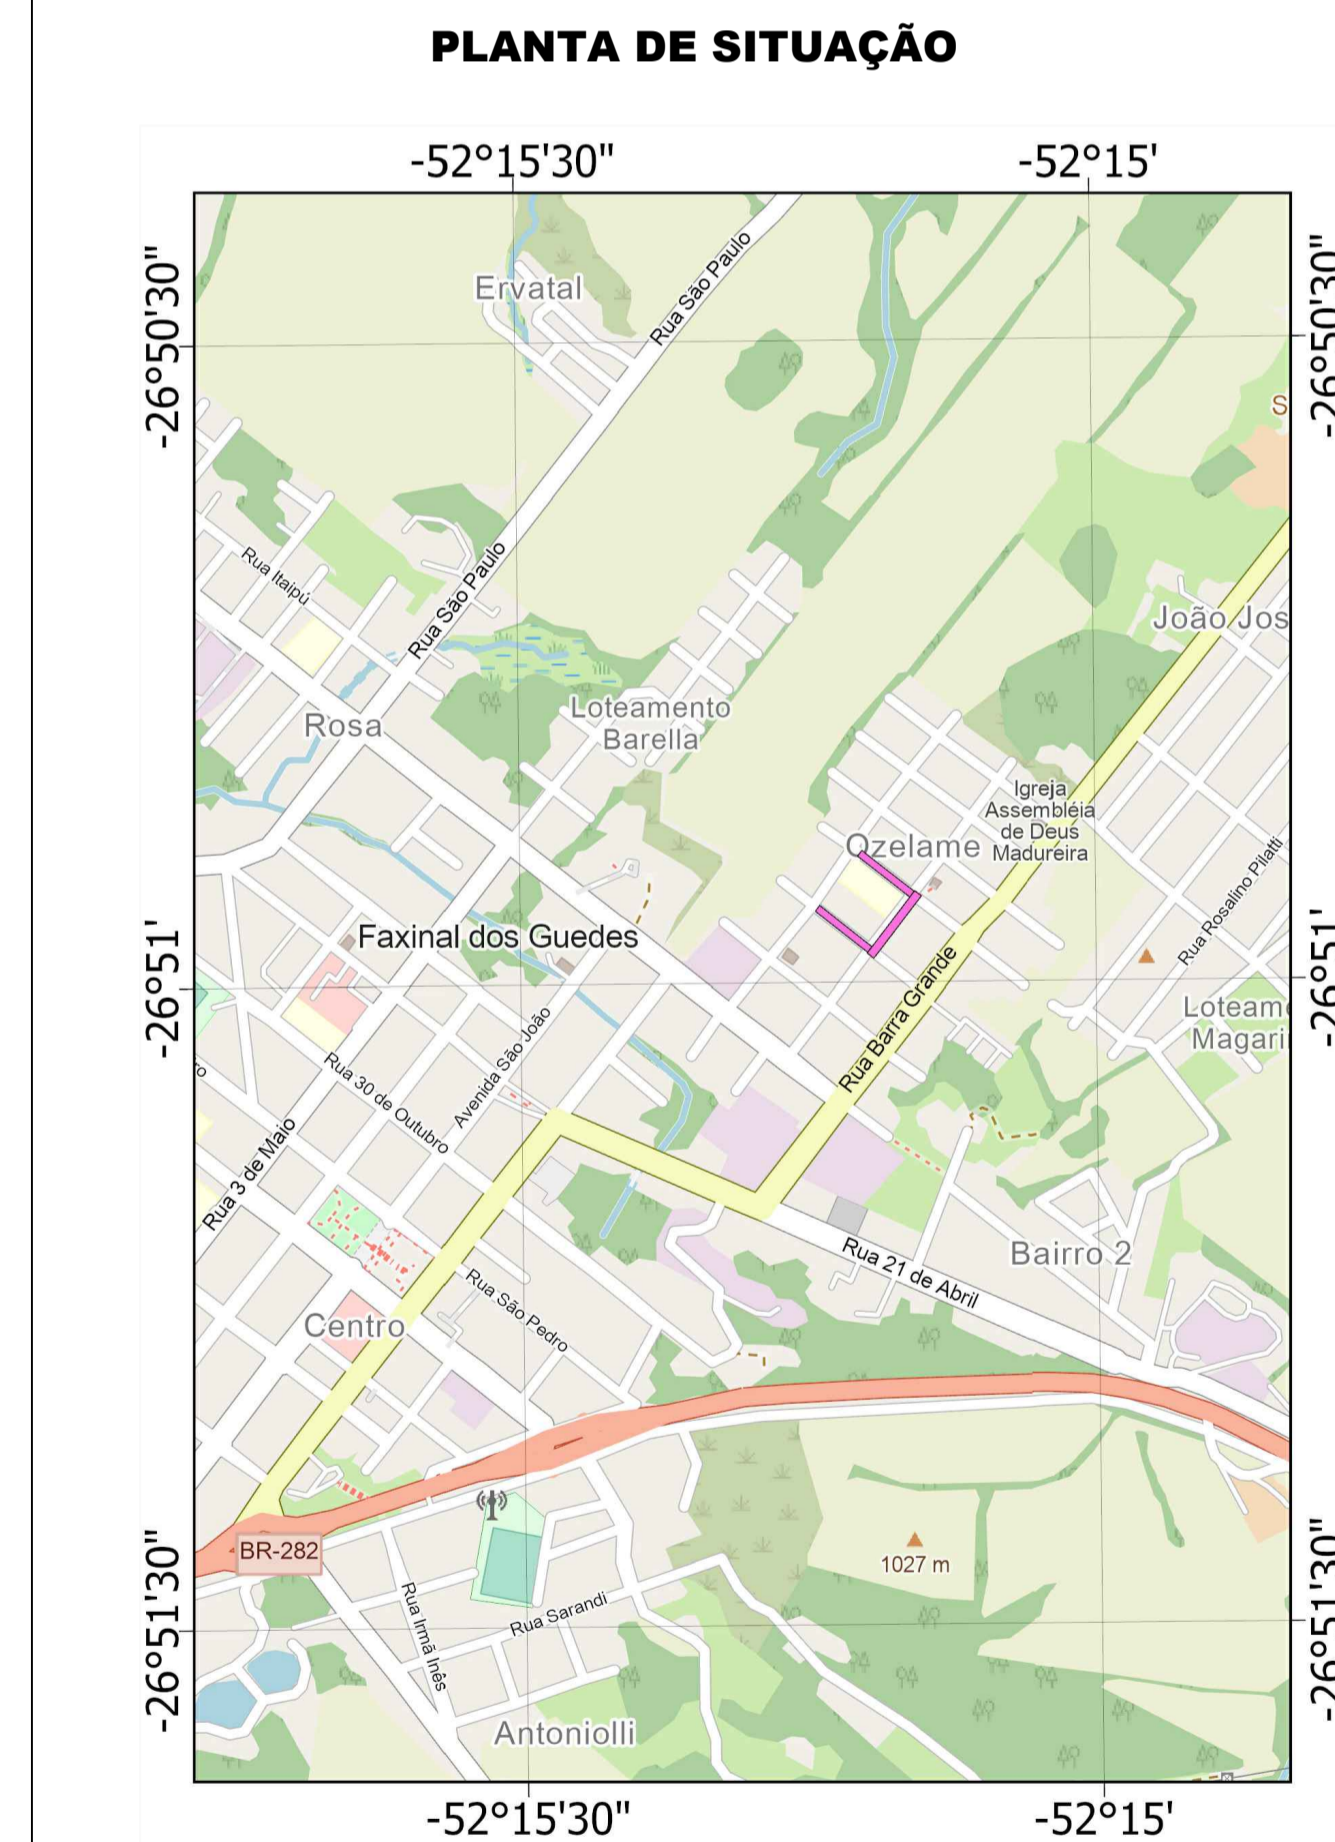 PLANTA DE SITUAÇÃO
-52°15'30"
-52°15'
-26°50'30"
-26°50'30"
Ervatal
Rua São Paulo
S
Rua Itaipú
Rua São Paulo
João Jos
Rosa
Loteamento
Barella
Igreja
Assembléia
de Deus
Madureira
Ozelame
Rua Rosalino Pilatti
Faxinal dos Guedes
-26°51'
-26°51'
Rua Barra Grande
Loteam
Magari
Avenida São João
Rua 30 de Outubro
ro
Rua 3 de Maio
Rua 21 de Abril
Bairro 2
Rua São Pedro
Centro
BR-282
1027 m
-26°51'30"
-26°51'30"
Rua Irmã Inês
Rua Sarandi
Antoniolli
-52°15'30"
-52°15'